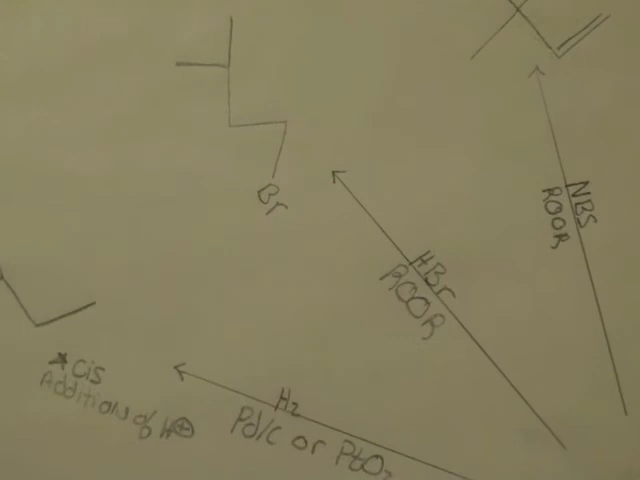 Br
NBS
ROOR
HBr
ROOR
★ Cis
Addition of H⊕
H₂
Pd/C or PtO₂